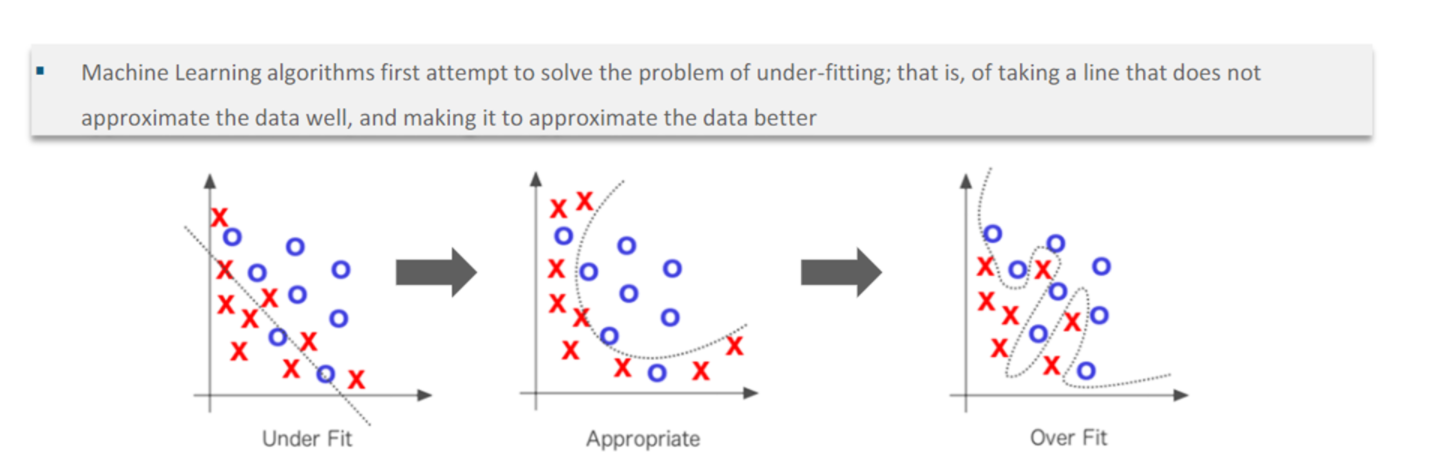 ▪ Machine Learning algorithms first attempt to solve the problem of under-fitting; that is, of taking a line that does not
approximate the data well, and making it to approximate the data better
Under Fit
Appropriate
Over Fit